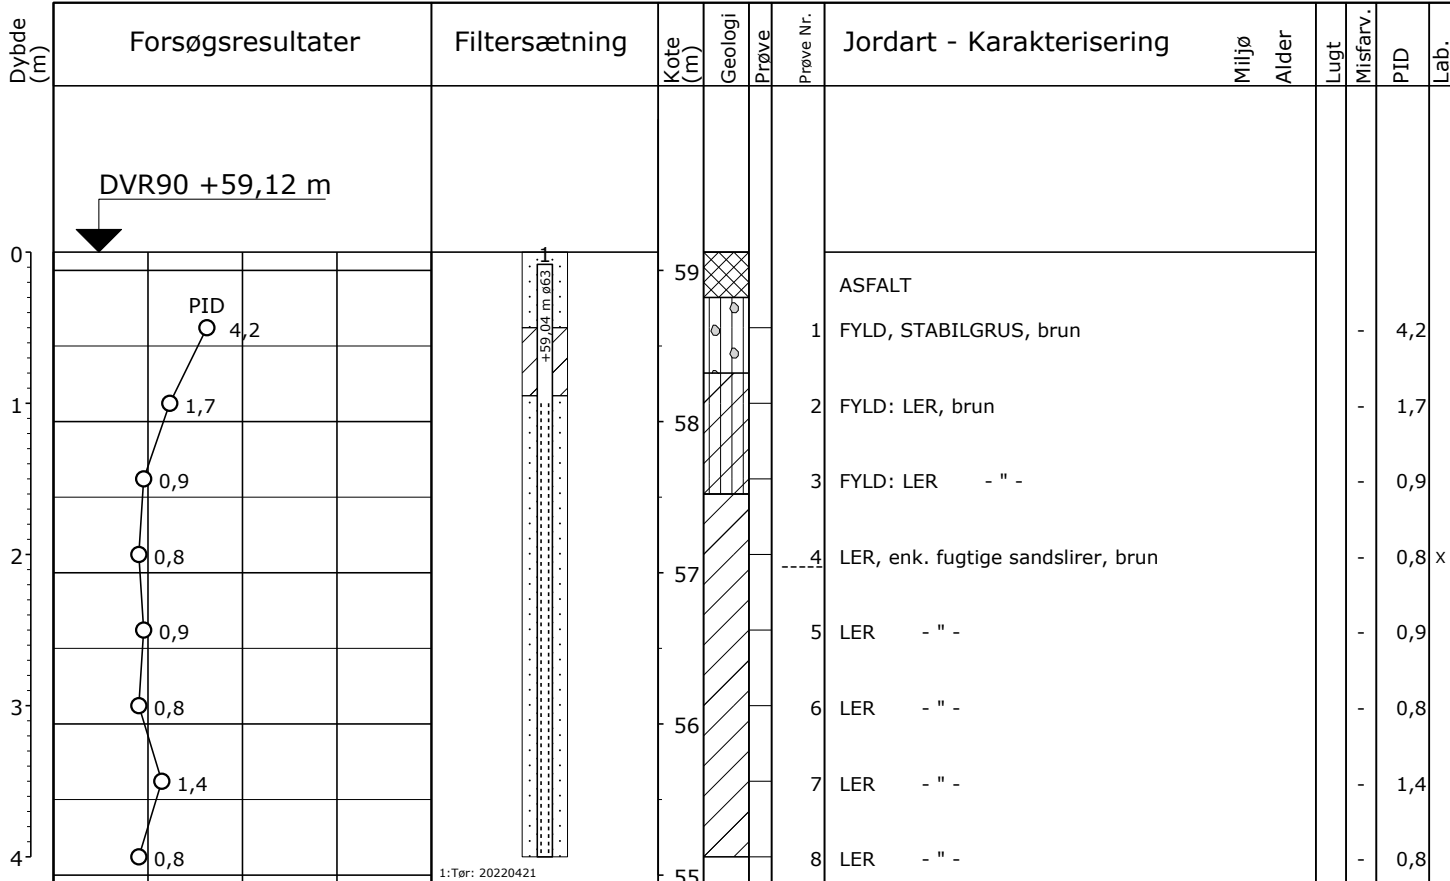 Dybde (m) Forsøgsresultater Filtersætning Kote (m) Geologi Prøve Prøve Nr. Jordart - Karakterisering Miljø Alder Lugt Misfarv. PID Lab.
DVR90 +59,12 m
0 1
59
+59,04 m ø63
ASFALT
PID
4,2 1 FYLD, STABILGRUS, brun - 4,2
1 1,7 2 FYLD: LER, brun - 1,7
58
0,9 3 FYLD: LER - " - - 0,9
2 0,8 4 LER, enk. fugtige sandslirer, brun - 0,8 X
57
0,9 5 LER - " - - 0,9
3 0,8 6 LER - " - - 0,8
56
1,4 7 LER - " - - 1,4
4 0,8 8 LER - " - - 0,8
1:Tør: 20220421
55